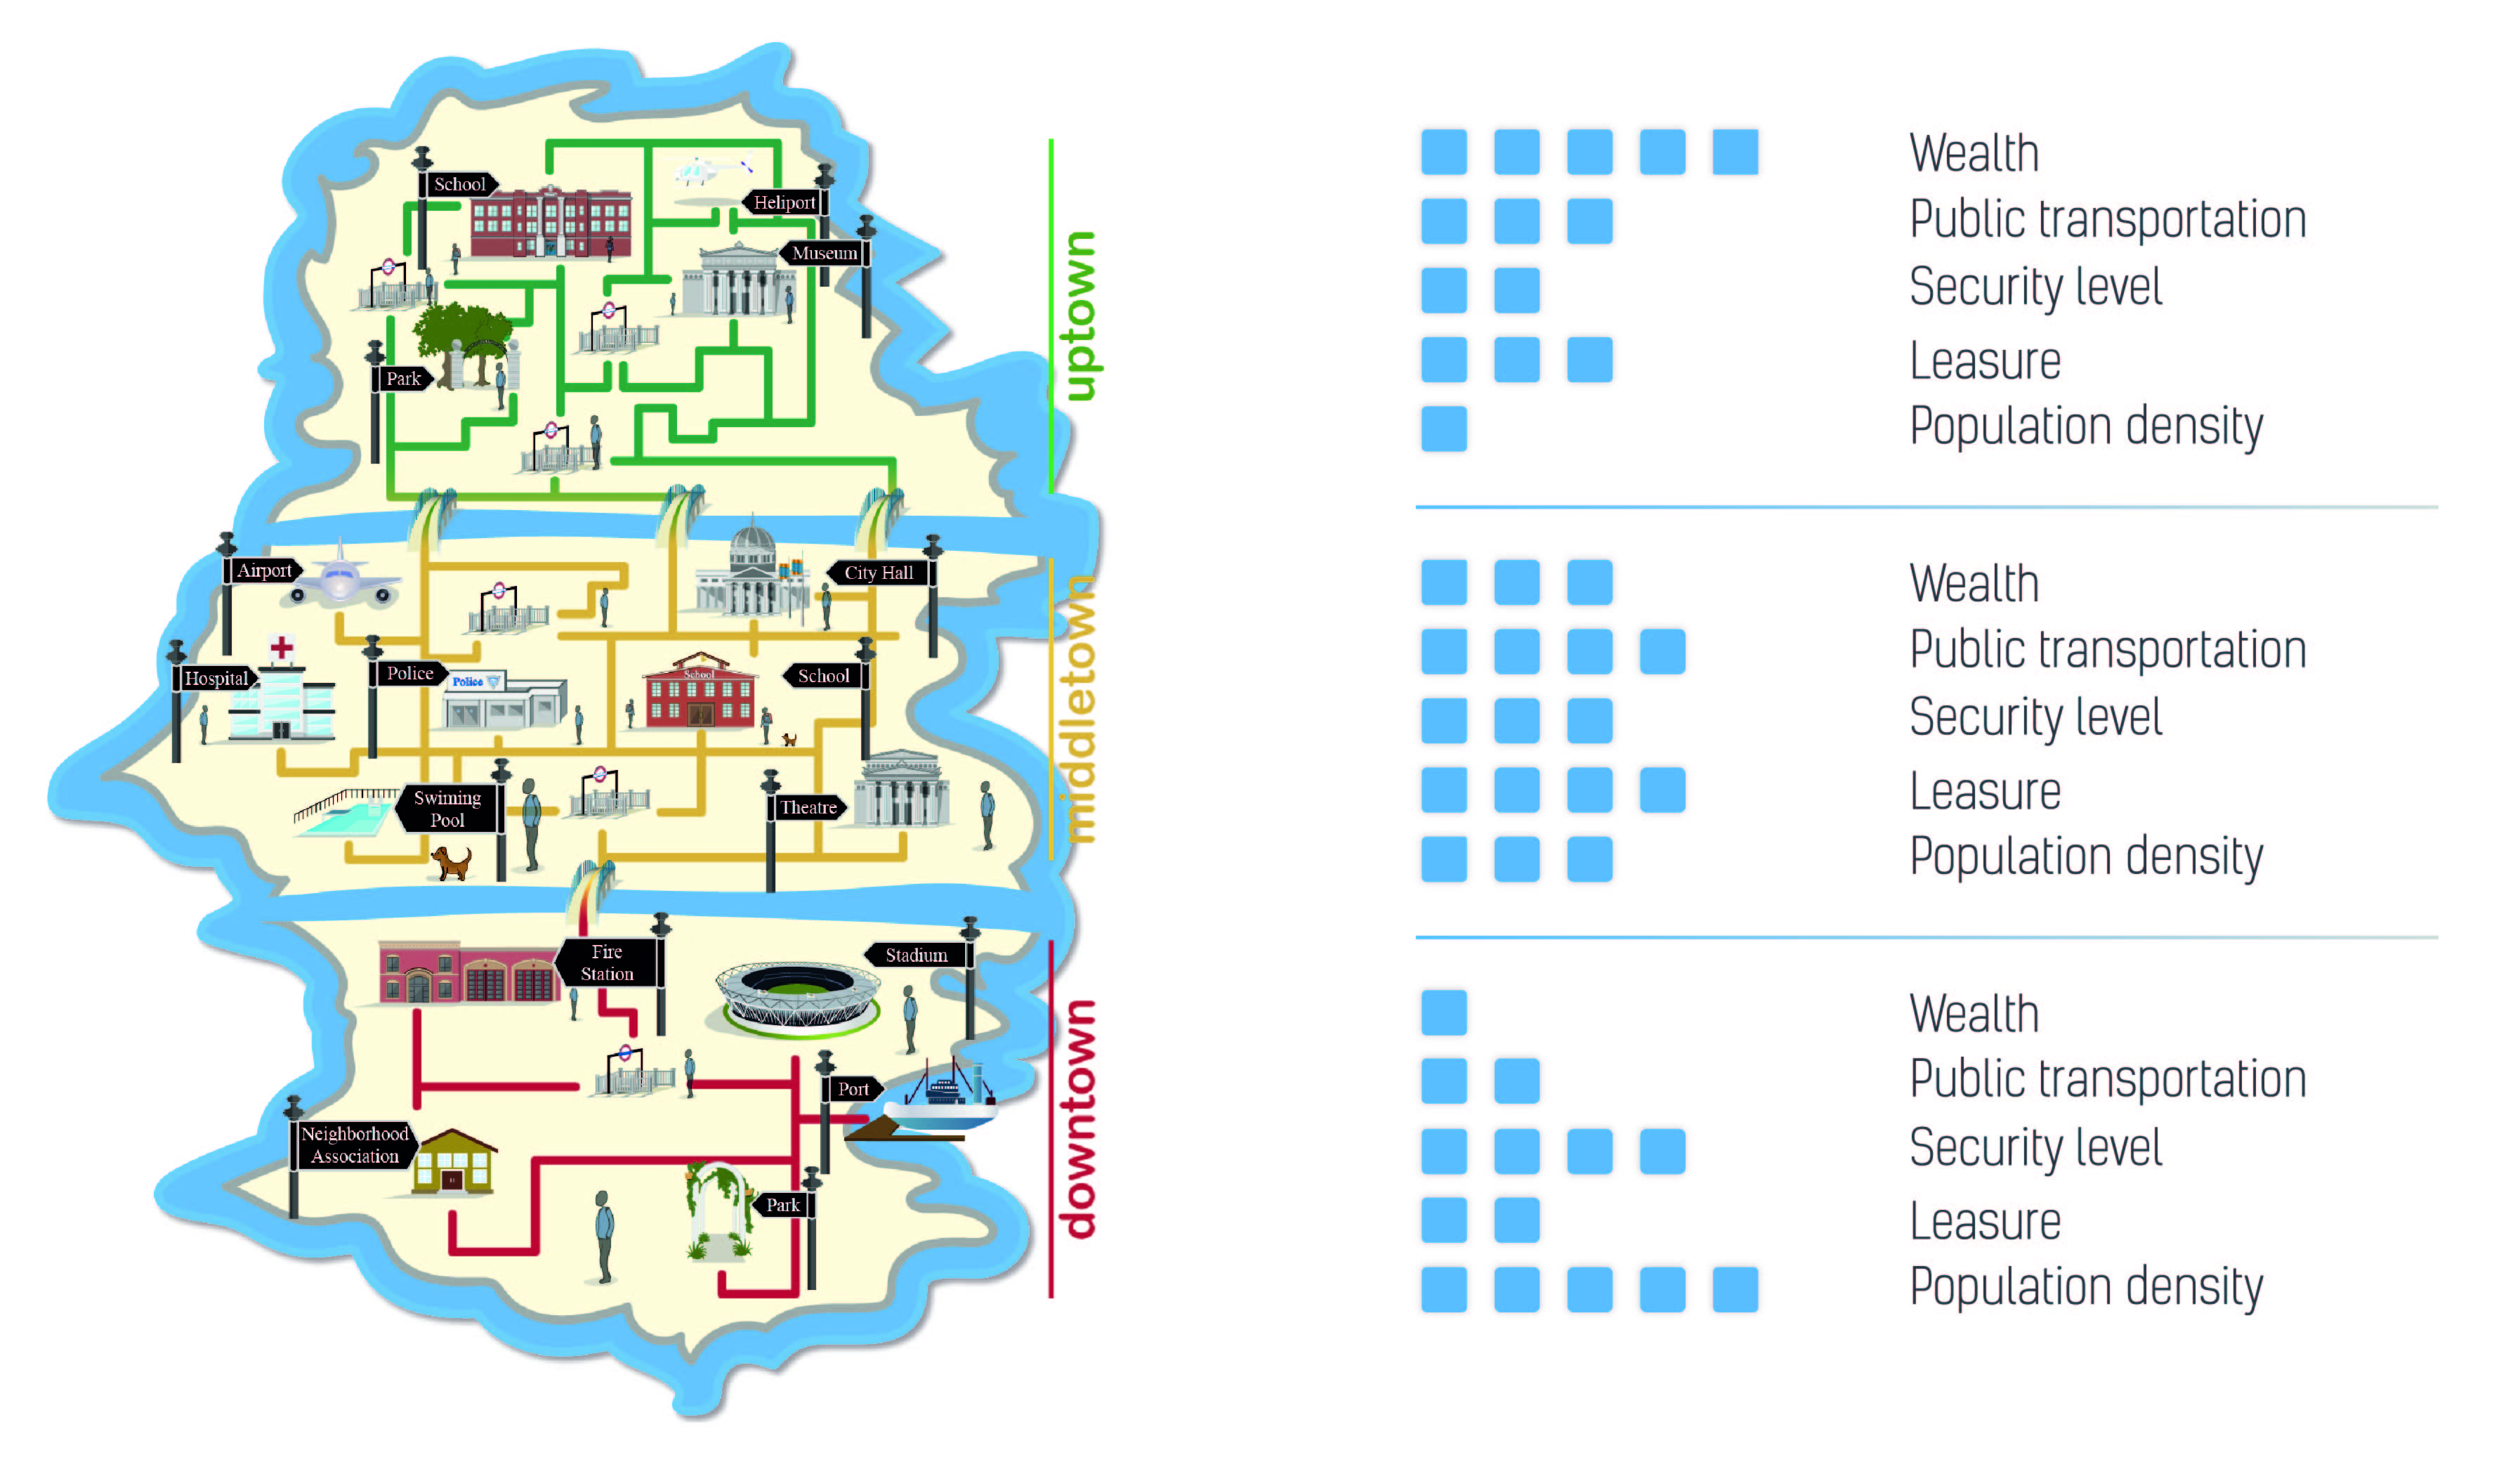 School
Heliport
Museum
Park
uptown
Airport
City Hall
Hospital
Police
Police
School
School
Swiming
Pool
Theatre
middletown
Fire
Station
Stadium
Port
Neighborhood
Association
Park
downtown
Wealth
Public transportation
Security level
Leasure
Population density
Wealth
Public transportation
Security level
Leasure
Population density
Wealth
Public transportation
Security level
Leasure
Population density